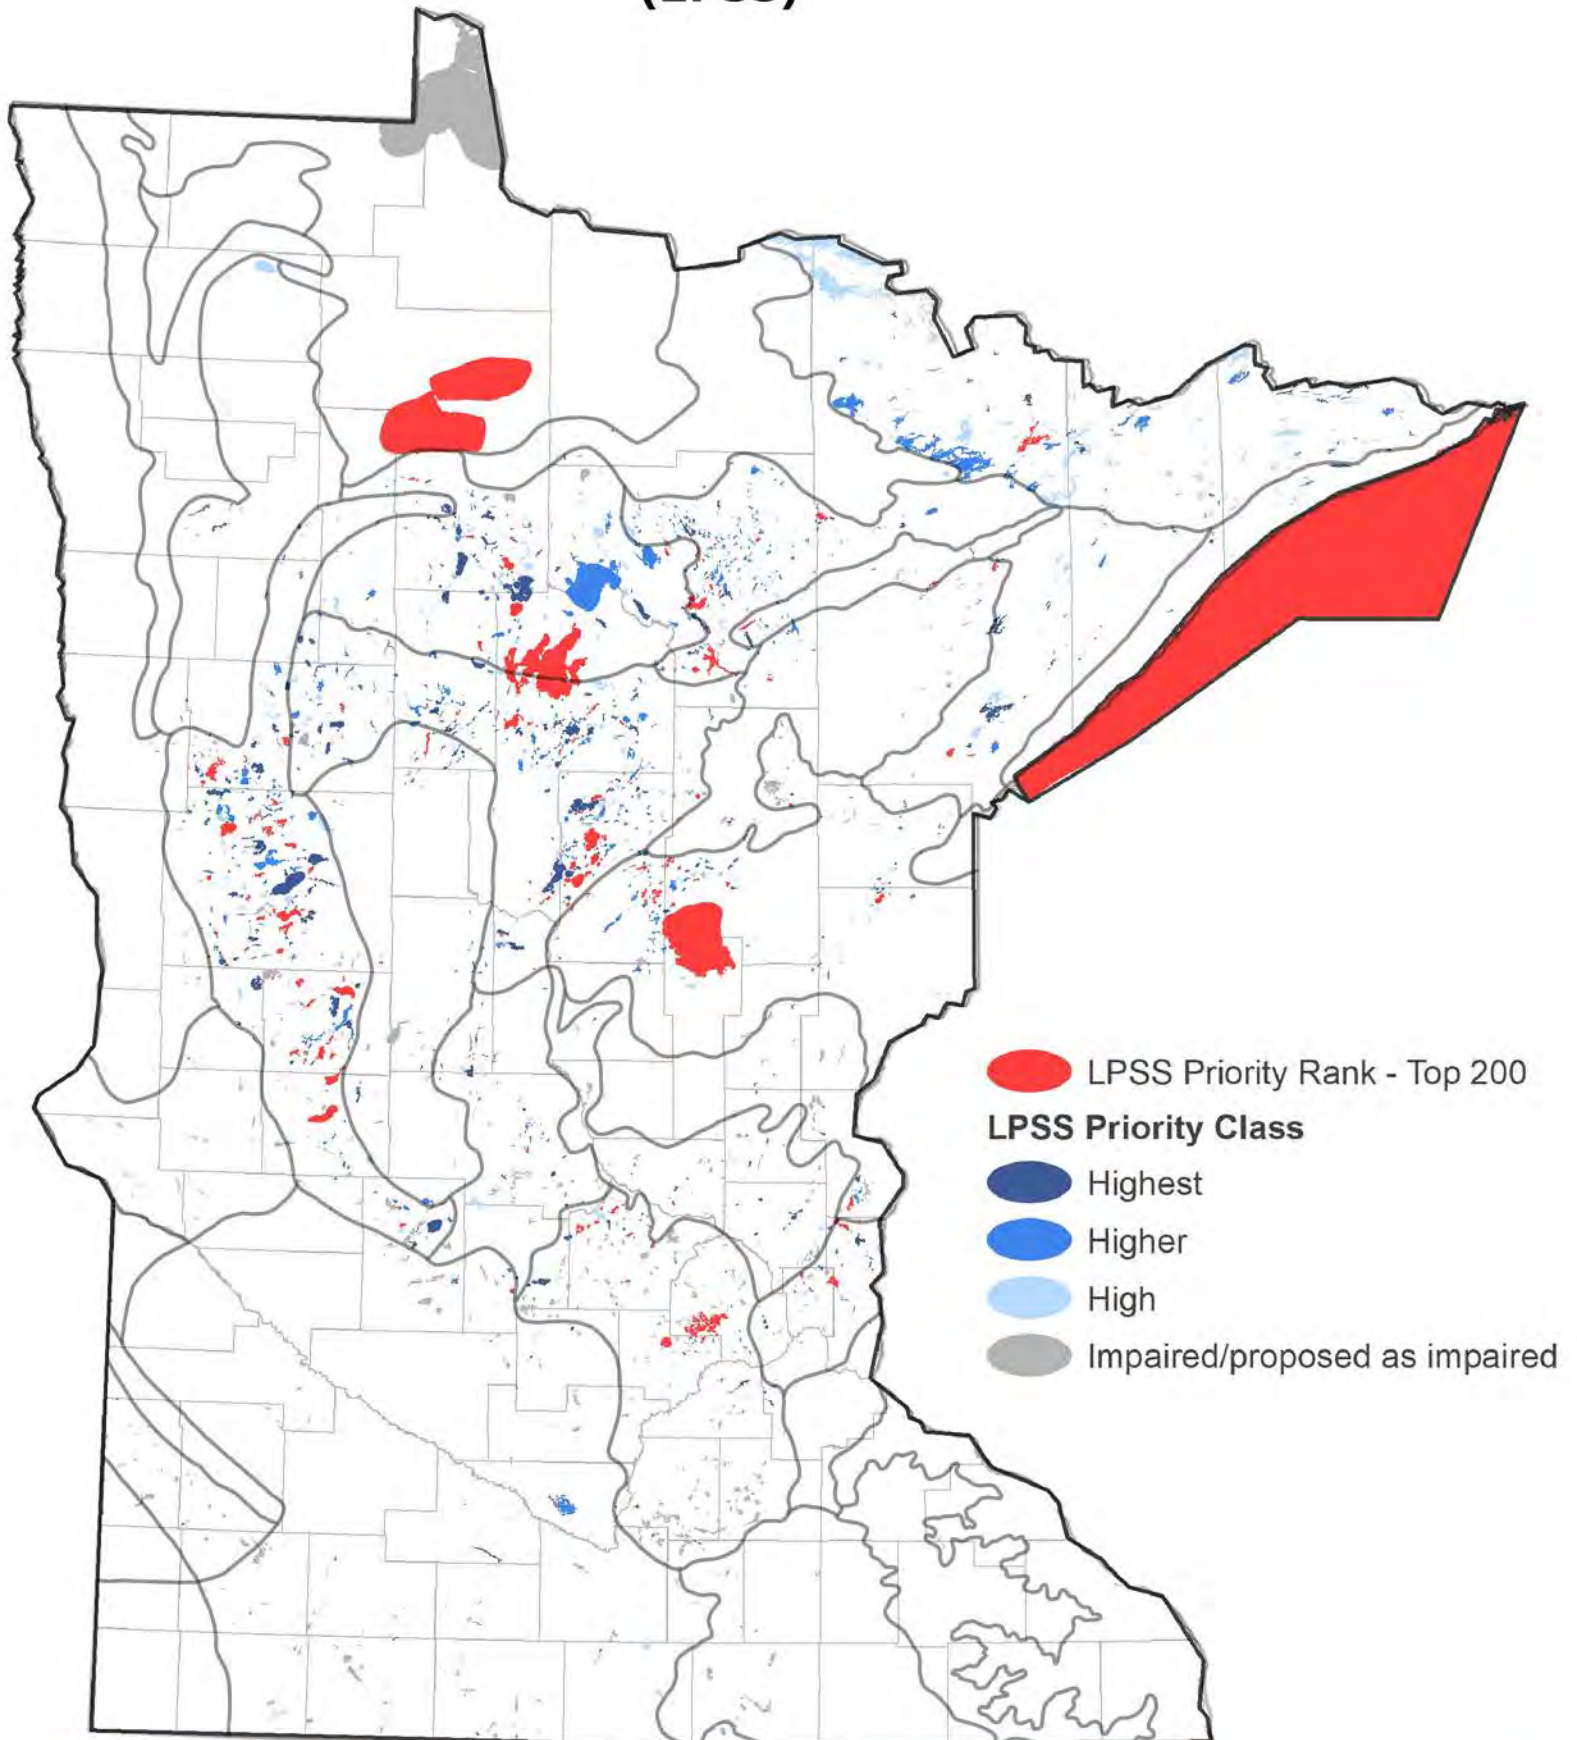 LPSS Priority Rank - Top 200
LPSS Priority Class
Highest
Higher
High
Impaired/proposed as impaired